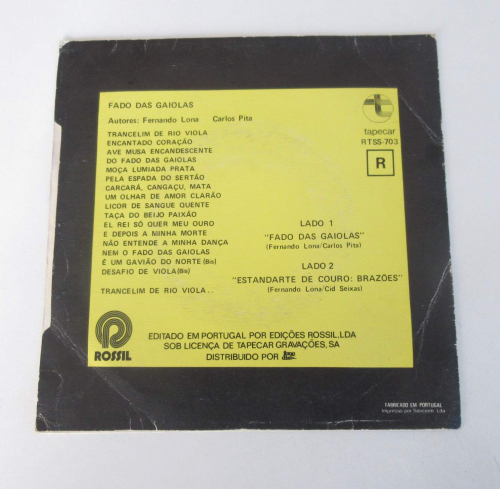 FADO DAS GAIOLAS
Autores: Fernando Lona Carlos Pita
TRANCELIM DE RIO VIOLA
ENCANTADO CORAÇÃO
AVE MUSA ENCANDESCENTE
DO FADO DAS GAIOLAS
MOÇA LUMIADA PRATA
PELA ESPADA DO SERTÃO
CARCARÁ, CANGAÇU, MATA
UM OLHAR DE AMOR CLARÃO
LICOR DE SANGUE QUENTE
TAÇA DO BEIJO PAIXÃO
EL REI SÓ QUER MEU OURO
E DEPOIS A MINHA MORTE
NÃO ENTENDE A MINHA DANÇA
NEM O FADO DAS GAIOLAS
É UM GAVIÃO DO NORTE (Bis)
DESAFIO DE VIOLA (Bis)
TRANCELIM DE RIO VIOLA..
tapecar
RTSS-703
R
LADO 1
"FADO DAS GAIOLAS"
(Fernando Lona/Carlos Pita)
LADO 2
"ESTANDARTE DE COURO: BRAZÕES"
(Fernando Lona/Cid Seixas)
ROSSIL
EDITADO EM PORTUGAL POR EDIÇÕES ROSSIL,LDA
SOB LICENÇA DE TAPECAR GRAVAÇÕES, SA
DISTRIBUIDO POR
FABRICADO EM PORTUGAL
Impressa por Lda